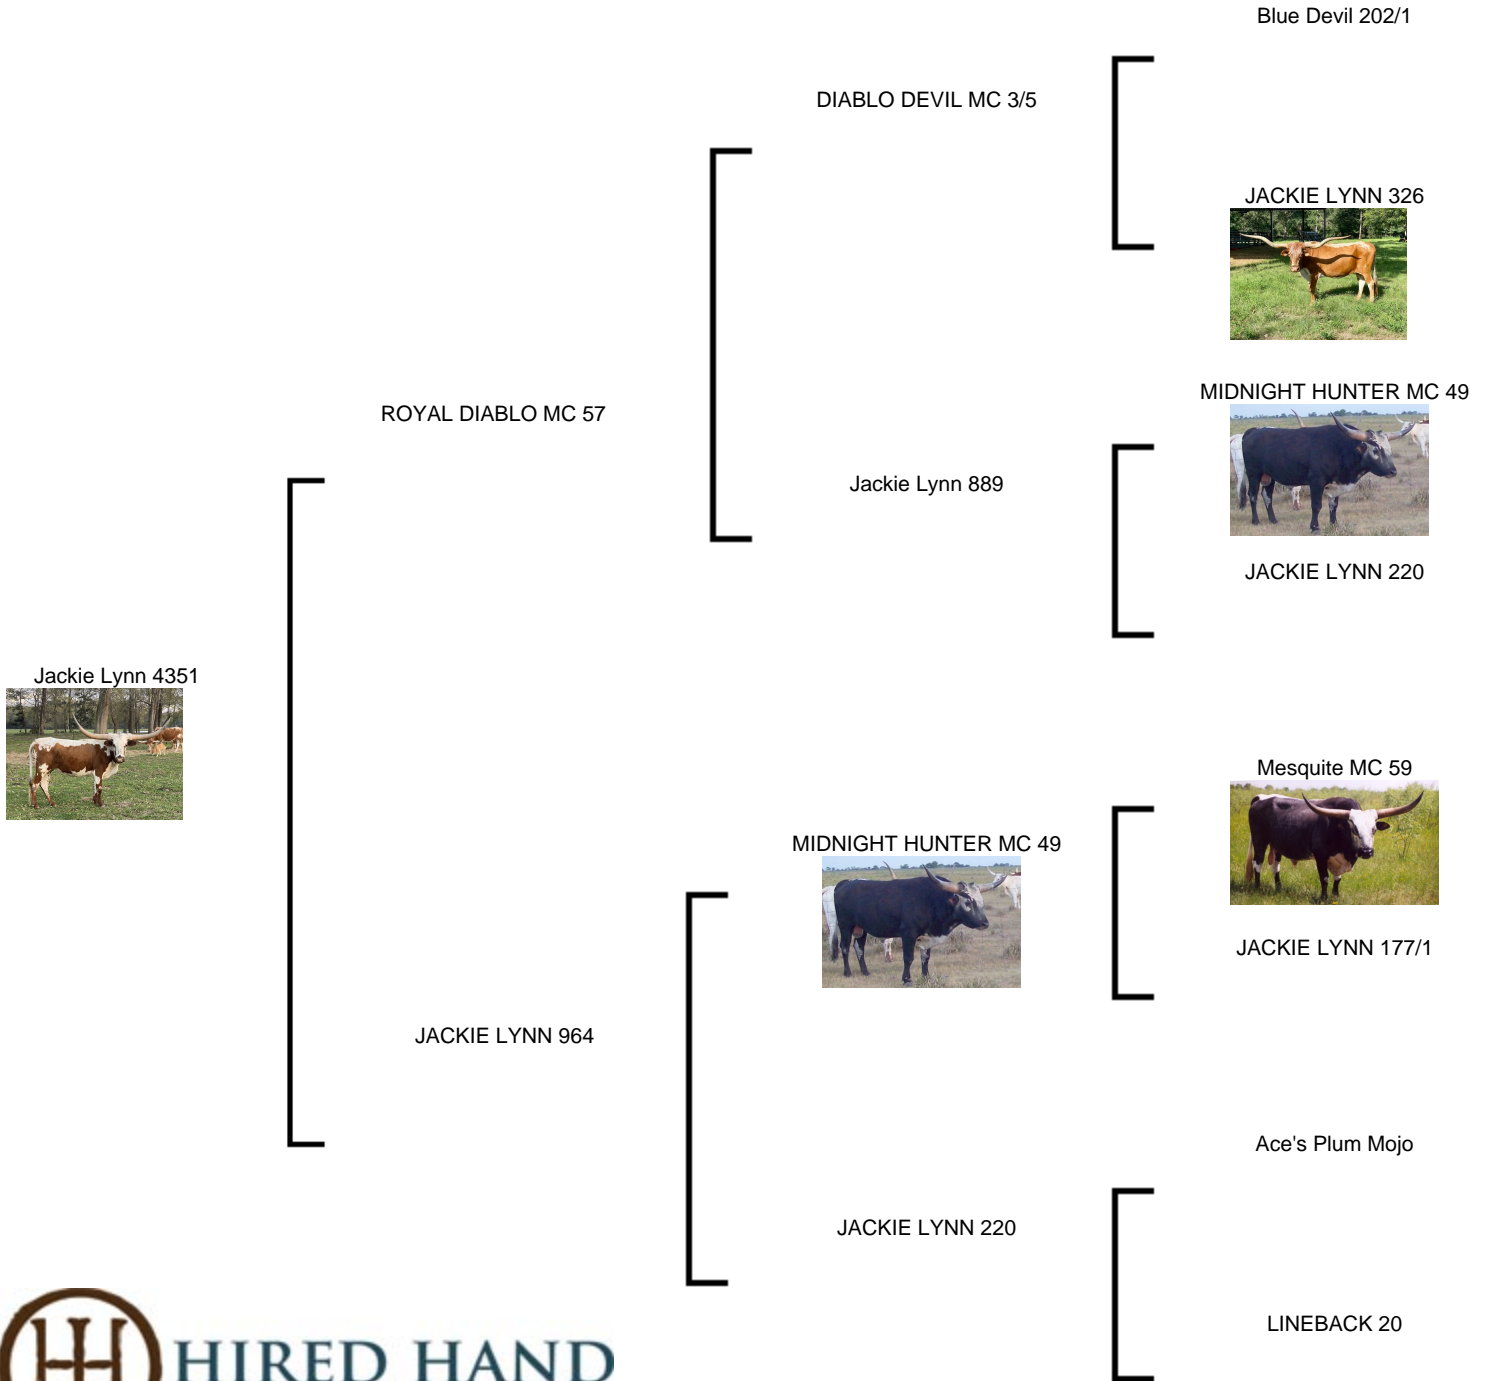 Blue Devil 202/1
DIABLO DEVIL MC 3/5
JACKIE LYNN 326
MIDNIGHT HUNTER MC 49
ROYAL DIABLO MC 57
Jackie Lynn 889
JACKIE LYNN 220
Jackie Lynn 4351
Mesquite MC 59
MIDNIGHT HUNTER MC 49
JACKIE LYNN 177/1
JACKIE LYNN 964
Ace's Plum Mojo
JACKIE LYNN 220
LINEBACK 20
HIRED HAND